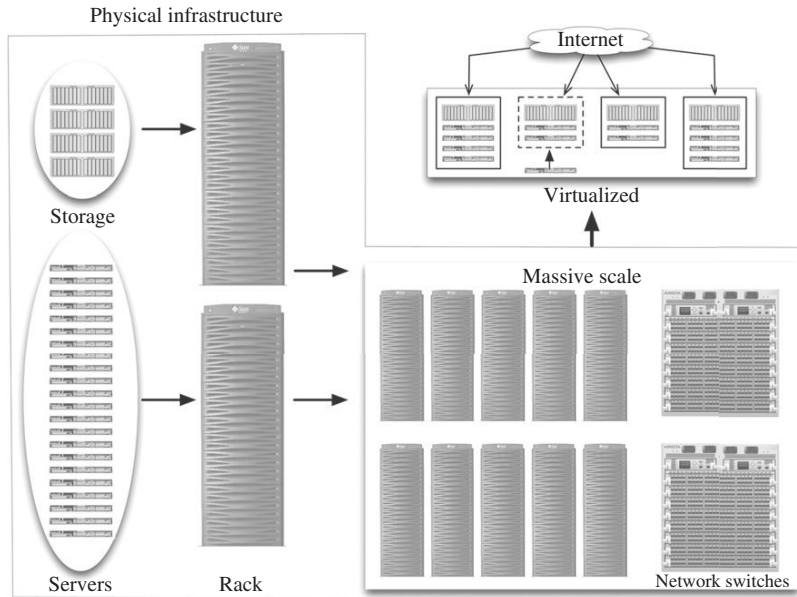 Physical infrastructure
Internet
Storage
Virtualized
Massive scale
Servers
Rack
Network switches